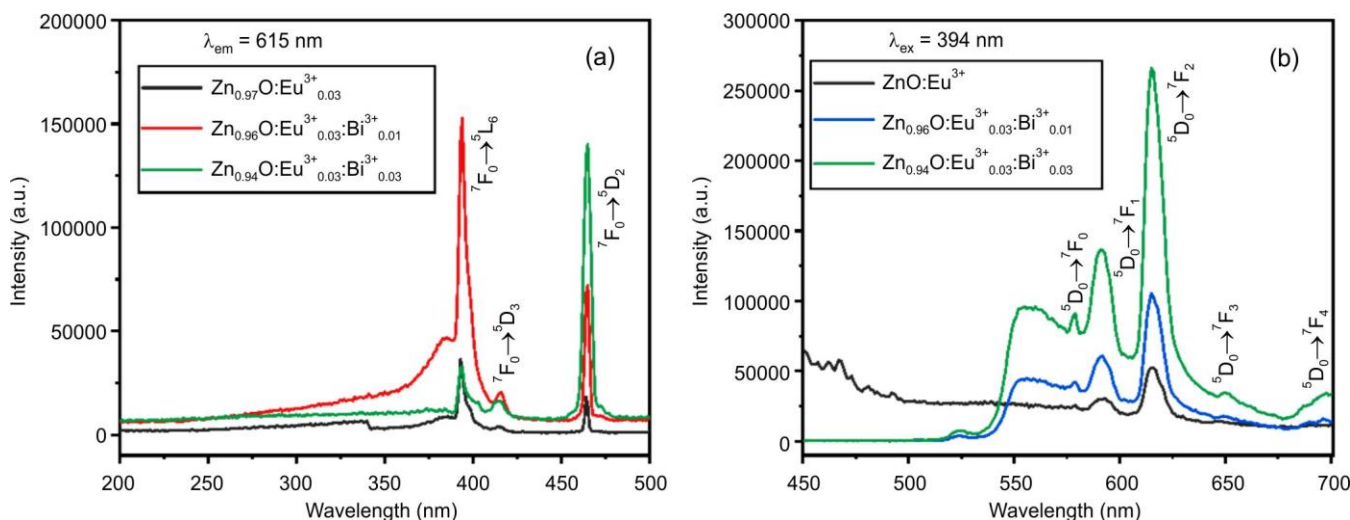 λem = 615 nm
(a)
Zn0.97O:Eu3+0.03
Zn0.96O:Eu3+0.03:Bi3+0.01
Zn0.94O:Eu3+0.03:Bi3+0.03
7F0→5L6
7F0→5D3
7F0→5D2
Intensity (a.u.)
200000
150000
100000
50000
0
200 250 300 350 400 450 500
Wavelength (nm)
λex = 394 nm
(b)
ZnO:Eu3+
Zn0.96O:Eu3+0.03:Bi3+0.01
Zn0.94O:Eu3+0.03:Bi3+0.03
5D0→7F0
5D0→7F1
5D0→7F2
5D0→7F3
5D0→7F4
Intensity (a.u.)
300000
250000
200000
150000
100000
50000
0
450 500 550 600 650 700
Wavelength (nm)